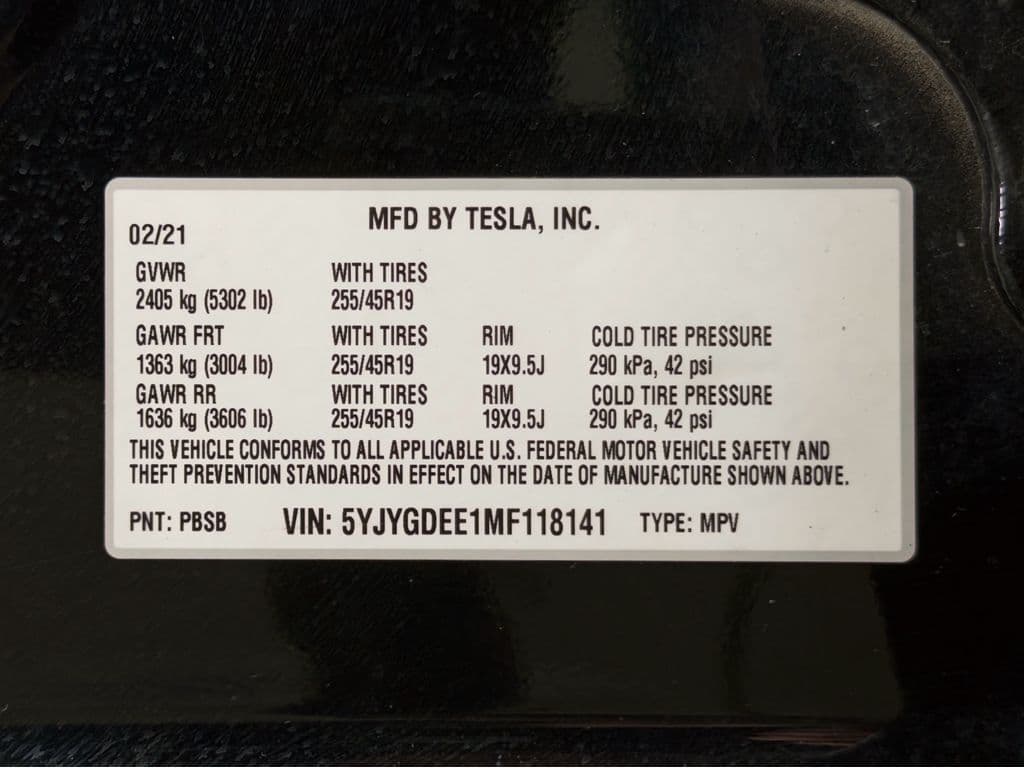 MFD BY TESLA, INC.
02/21
GVWR WITH TIRES
2405 kg (5302 lb) 255/45R19
GAWR FRT WITH TIRES RIM COLD TIRE PRESSURE
1363 kg (3004 lb) 255/45R19 19X9.5J 290 kPa, 42 psi
GAWR RR WITH TIRES RIM COLD TIRE PRESSURE
1636 kg (3606 lb) 255/45R19 19X9.5J 290 kPa, 42 psi
THIS VEHICLE CONFORMS TO ALL APPLICABLE U.S. FEDERAL MOTOR VEHICLE SAFETY AND
THEFT PREVENTION STANDARDS IN EFFECT ON THE DATE OF MANUFACTURE SHOWN ABOVE.
PNT: PBSB VIN: 5YJYGDEE1MF118141 TYPE: MPV